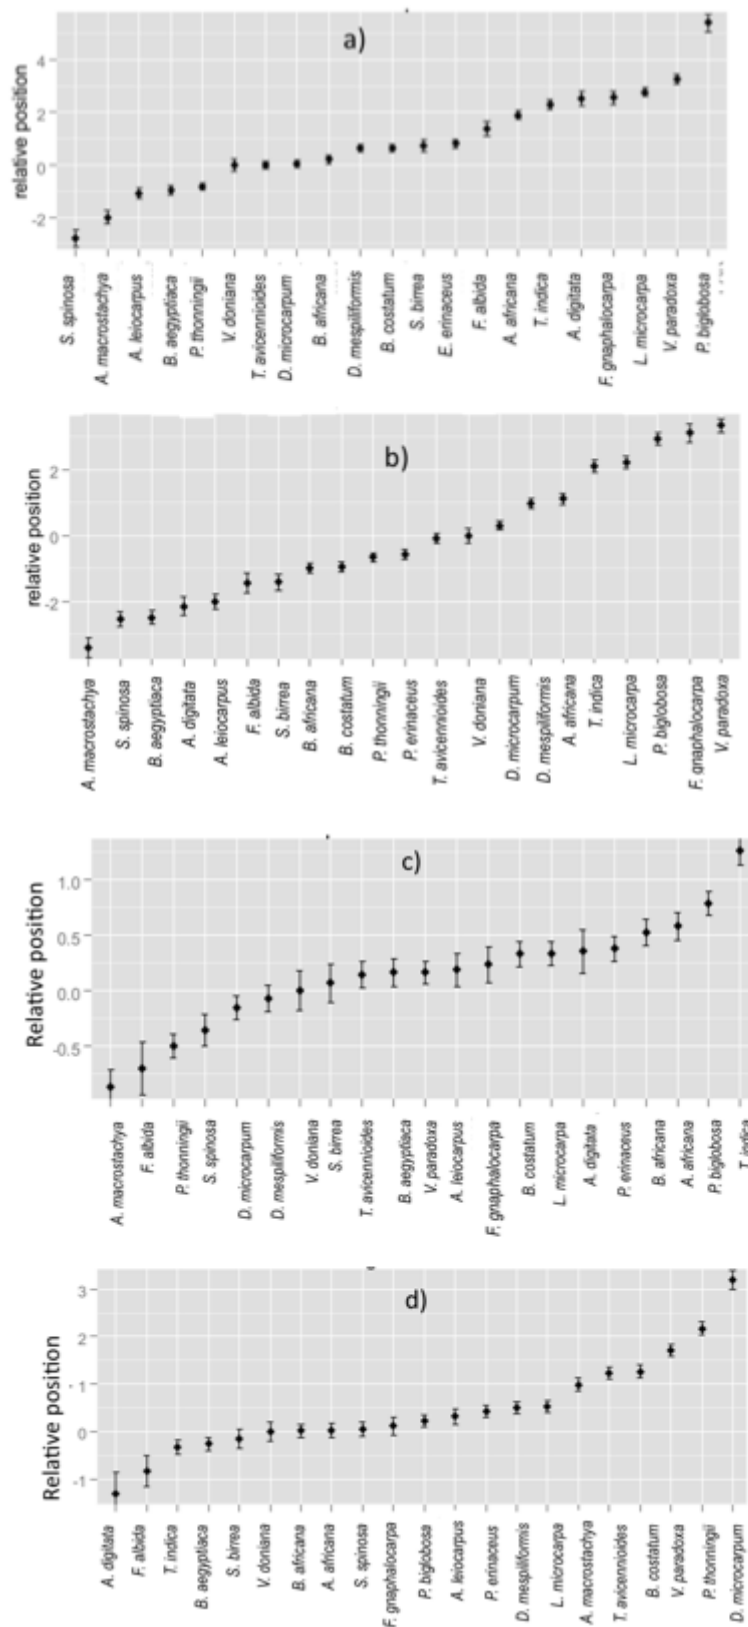 a)
relative position
4
2
0
-2
S. spinosa
A. macrostachya
A. leiocarpus
B. aegyptiaca
P. thonningii
V. doniana
T. avicennioides
D. microcarpum
B. africana
D. mespiliformis
B. costatum
S. birrea
E. erinaceus
F. albida
A. africana
T. indica
A. digitata
F. gnaphalocarpa
L. microcarpa
V. paradoxa
P. biglobosa
b)
relative position
2
0
-2
A. macrostachya
S. spinosa
B. aegyptiaca
A. digitata
A. leiocarpus
F. albida
S. birrea
B. africana
B. costatum
P. thonningii
P. erinaceus
T. avicennioides
V. doniana
D. microcarpum
D. mespiliformis
A. africana
T. indica
L. microcarpa
P. biglobosa
F. gnaphalocarpa
V. paradoxa
c)
Relative position
1.0
0.5
0.0
-0.5
A. macrostachya
F. albida
P. thonningii
S. spinosa
D. microcarpum
D. mespiliformis
V. doniana
S. birrea
T. avicennioides
B. aegyptiaca
V. paradoxa
A. leiocarpus
F. gnaphalocarpa
B. costatum
L. microcarpa
A. digitata
P. erinaceus
B. africana
A. africana
P. biglobosa
T. indica
d)
Relative position
3
2
1
0
-1
A. digitata
F. albida
T. indica
B. aegyptiaca
S. birrea
V. doniana
B. africana
A. africana
S. spinosa
F. gnaphalocarpa
P. biglobosa
A. leiocarpus
P. erinaceus
D. mespiliformis
L. microcarpa
A. macrostachya
T. avicennioides
B. costatum
V. paradoxa
P. thonningii
D. microcarpum